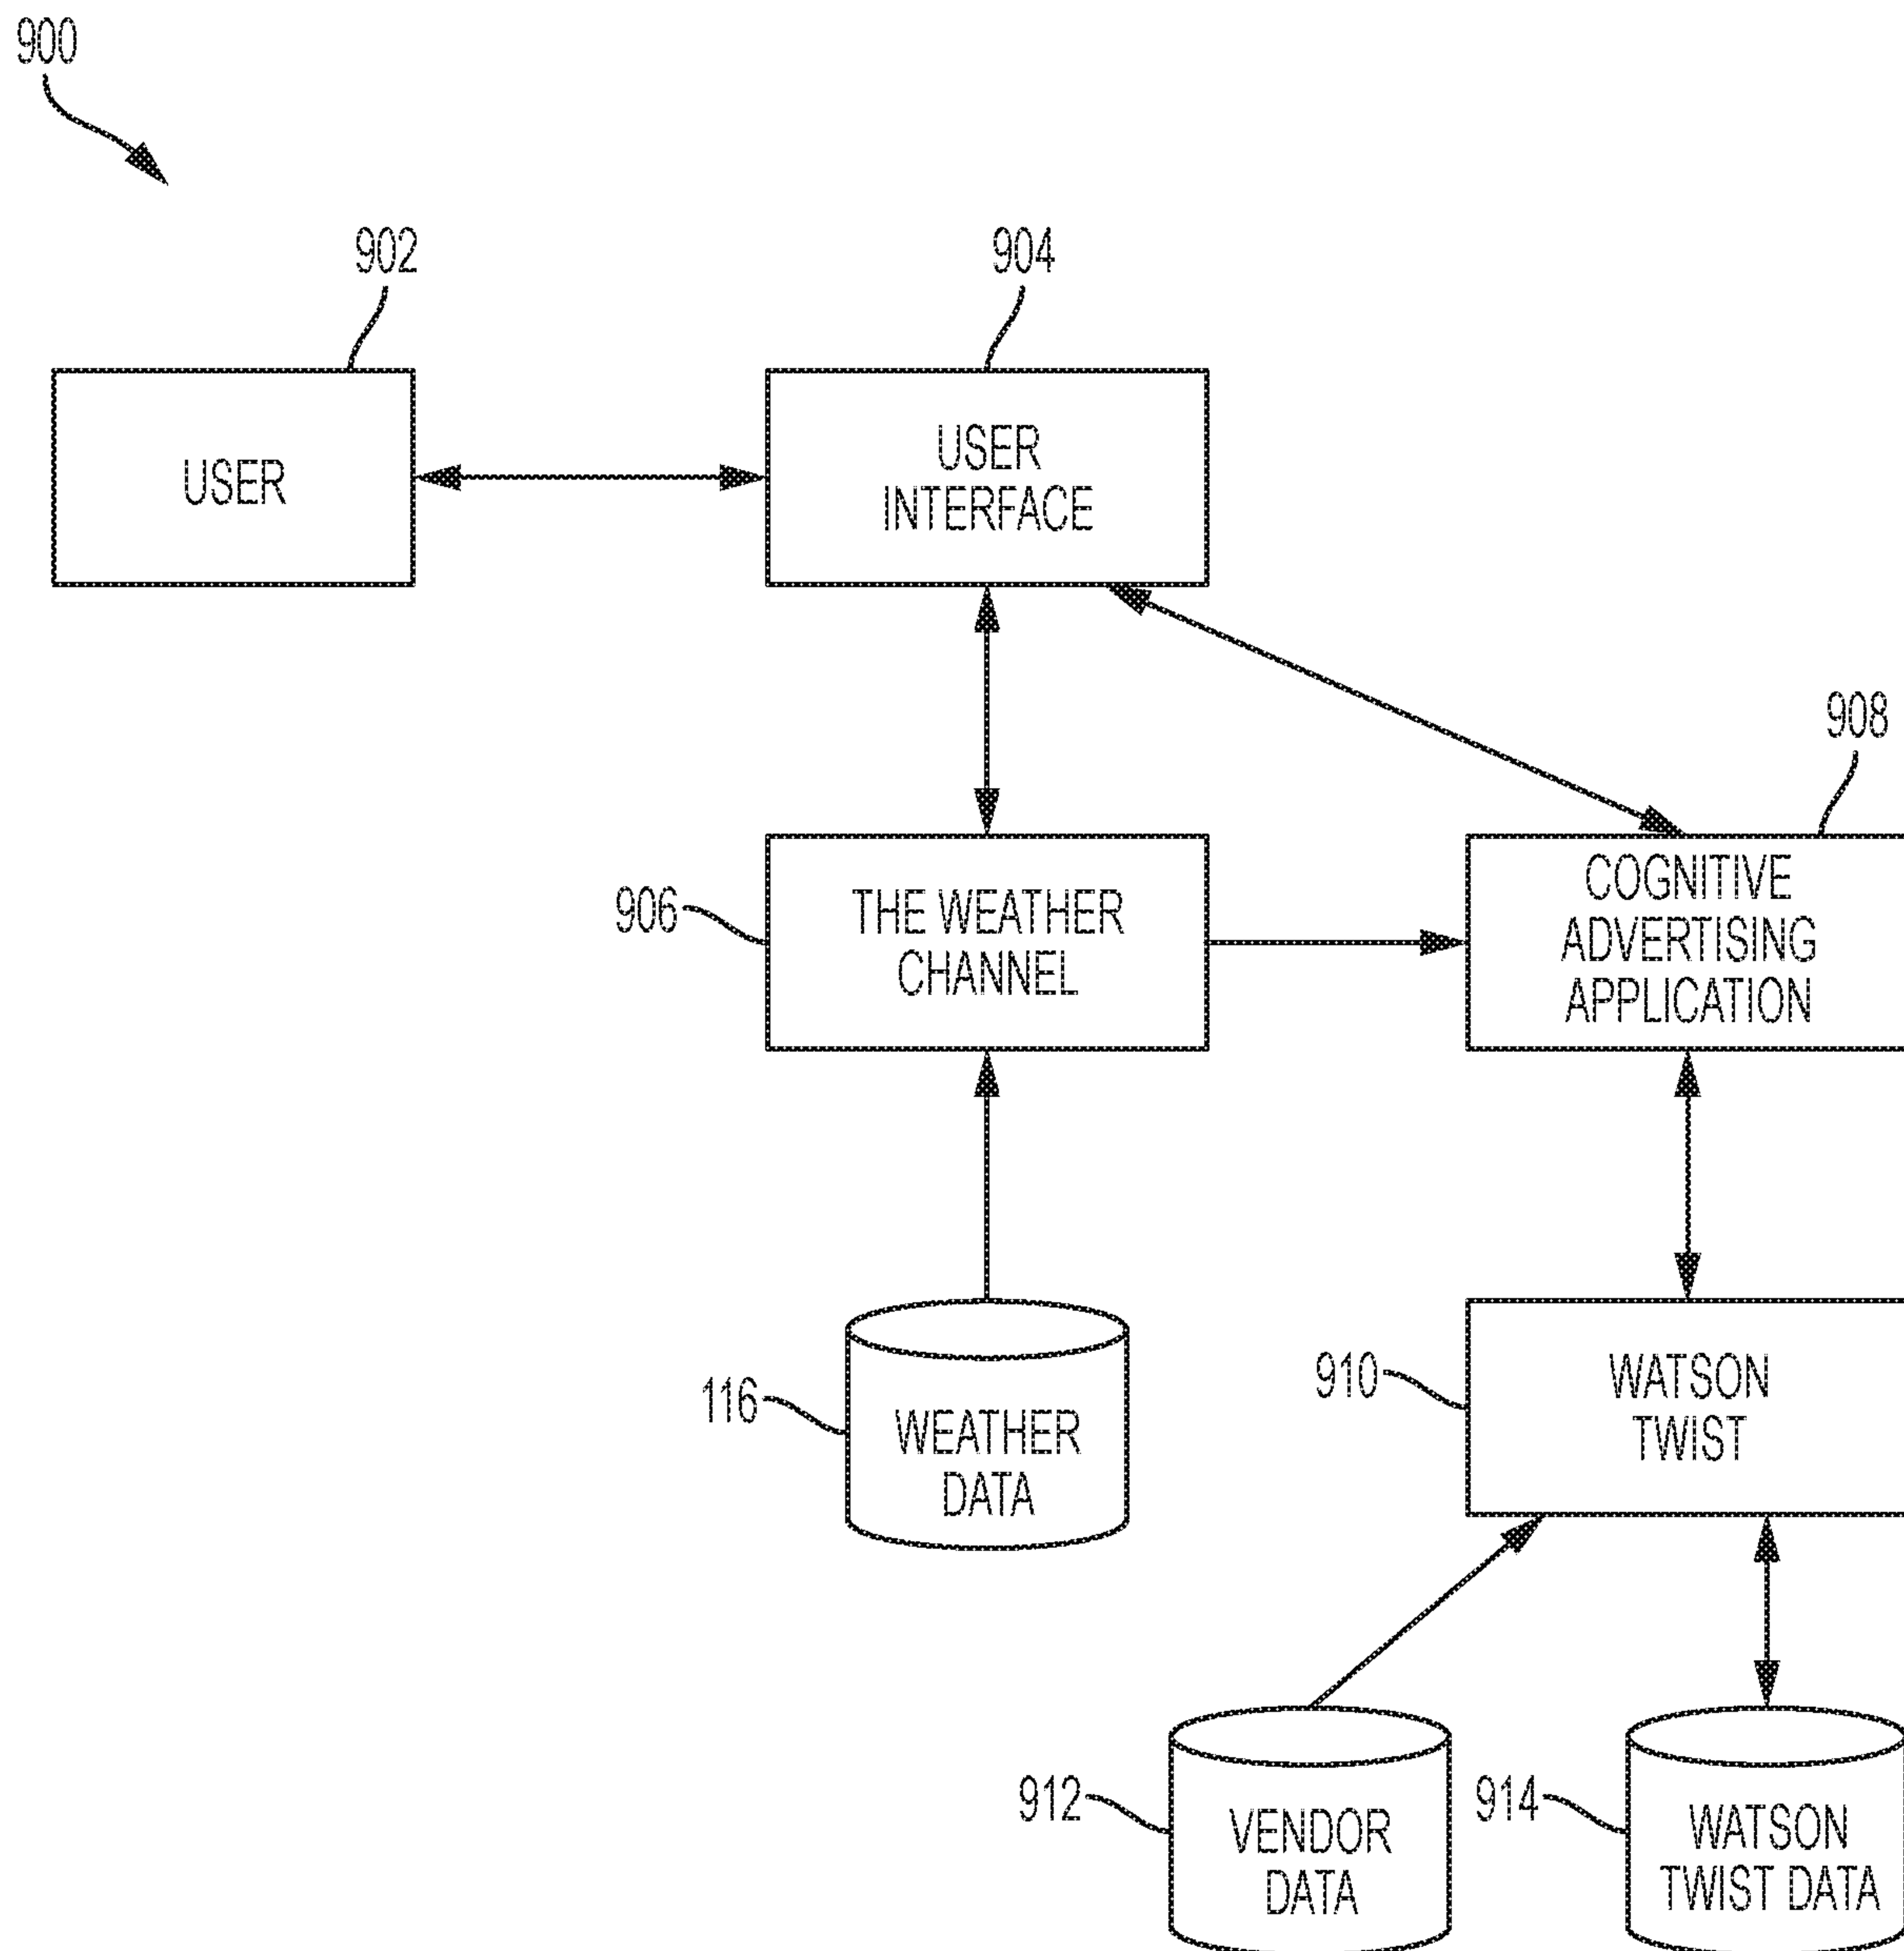 900
902
904
USER
USER
INTERFACE
908
906
THE WEATHER
CHANNEL
COGNITIVE
ADVERTISING
APPLICATION
116
WEATHER
DATA
910
WATSON
TWIST
912
VENDOR
DATA
914
WATSON
TWIST DATA